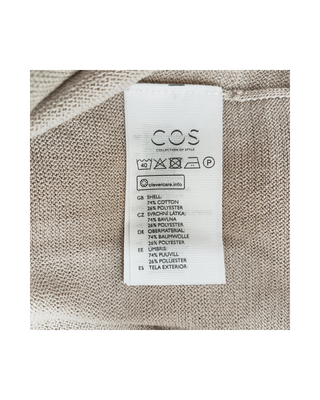 COS
COLLECTION OF STYLE
40 P
clevercare.info
GB SHELL:
74% COTTON
26% POLYESTER
CZ SVRCHNÍ LÁTKA:
74% BAVLNA
26% POLYESTER
DE OBERMATERIAL:
74% BAUMWOLLE
26% POLYESTER
EE ÜMBRIS:
74% PUUVILL
26% POLÜESTER
ES TELA EXTERIOR: